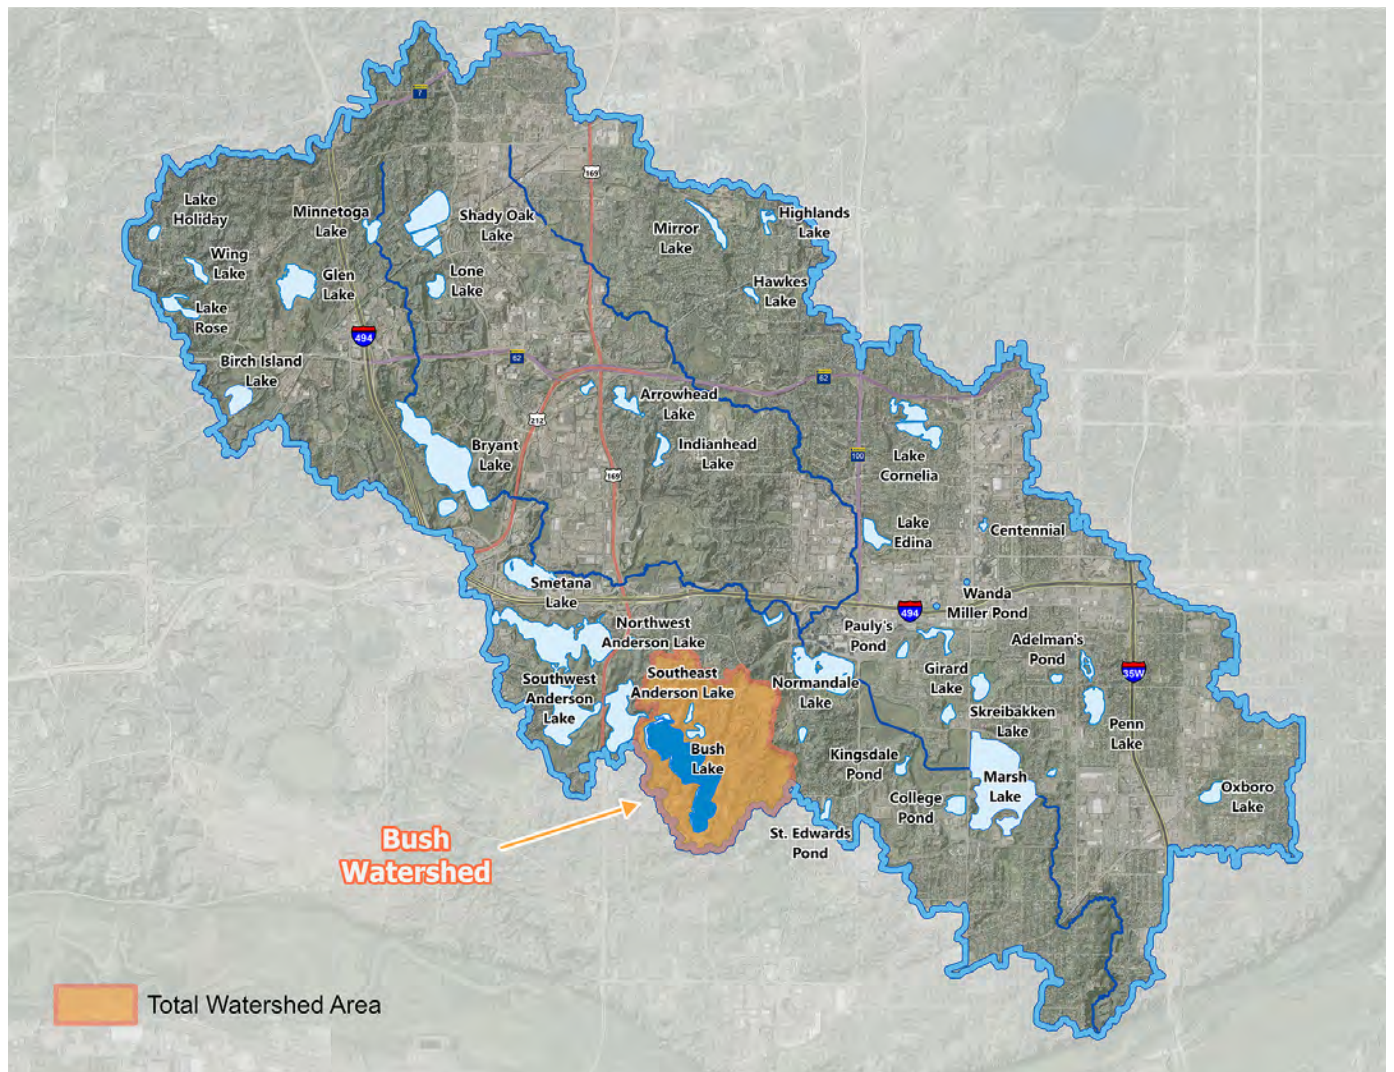 7
169
Lake
Holiday
Minnetoga
Lake
Shady Oak
Lake
Mirror
Lake
Highlands
Lake
Wing
Lake
Glen
Lake
Lone
Lake
Hawkes
Lake
Lake
Rose
494
Birch Island
Lake
62
62
Arrowhead
Lake
212
Bryant
Lake
Indianhead
Lake
169
100
Lake
Cornelia
Lake
Edina
Centennial
Smetana
Lake
494
Wanda
Miller Pond
Northwest
Anderson Lake
Pauly's
Pond
Adelman's
Pond
Southwest
Anderson
Lake
Southeast
Anderson Lake
Normandale
Lake
Girard
Lake
35W
Skreibakken
Lake
Penn
Lake
Bush
Lake
Kingsdale
Pond
Marsh
Lake
College
Pond
Oxboro
Lake
St. Edwards
Pond
Bush
Watershed
Total Watershed Area